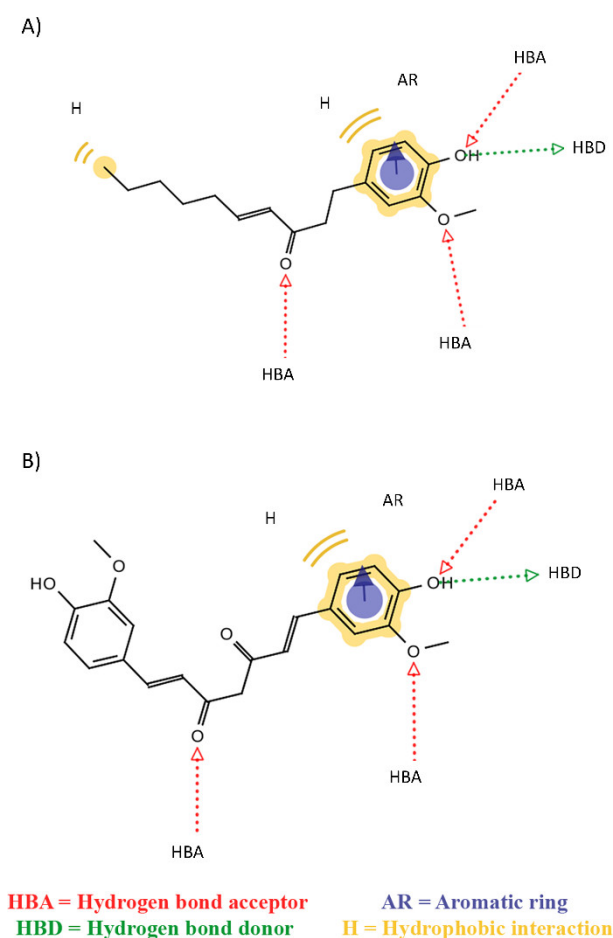 A)
HBA
AR
H
H
OH
HBD
O
O
HBA
HBA
B)
HBA
AR
H
HBD
O
HO
OH
O
O
O
HBA
HBA
HBA = Hydrogen bond acceptor
AR = Aromatic ring
HBD = Hydrogen bond donor
H = Hydrophobic interaction